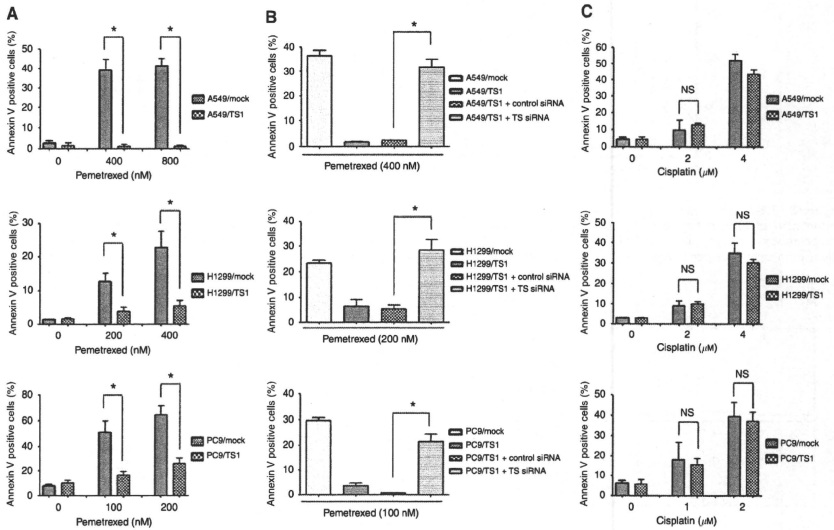 A
Annexin V positive cells (%)
50
40
30
20
10
0
*
*
A549/mock
A549/TS1
0
400
800
Pemetrexed (nM)
Annexin V positive cells (%)
30
20
10
0
*
*
H1299/mock
H1299/TS1
0
200
400
Pemetrexed (nM)
Annexin V positive cells (%)
80
60
40
20
0
*
*
PC9/mock
PC9/TS1
0
100
200
Pemetrexed (nM)
B
Annexin V positive cells (%)
40
30
20
10
0
*
A549/mock
A549/TS1
A549/TS1 + control siRNA
A549/TS1 + TS siRNA
Pemetrexed (400 nM)
Annexin V positive cells (%)
40
30
20
10
0
*
H1299/mock
H1299/TS1
H1299/TS1 + control siRNA
H1299/TS1 + TS siRNA
Pemetrexed (200 nM)
Annexin V positive cells (%)
40
30
20
10
0
*
PC9/mock
PC9/TS1
PC9/TS1 + control siRNA
PC9/TS1 + TS siRNA
Pemetrexed (100 nM)
C
Annexin V positive cells (%)
60
50
40
30
20
10
0
NS
A549/mock
A549/TS1
0
2
4
Cisplatin (μM)
Annexin V positive cells (%)
50
40
30
20
10
0
NS
NS
H1299/mock
H1299/TS1
0
2
4
Cisplatin (μM)
Annexin V positive cells (%)
50
40
30
20
10
0
NS
NS
PC9/mock
PC9/TS1
0
1
2
Cisplatin (μM)